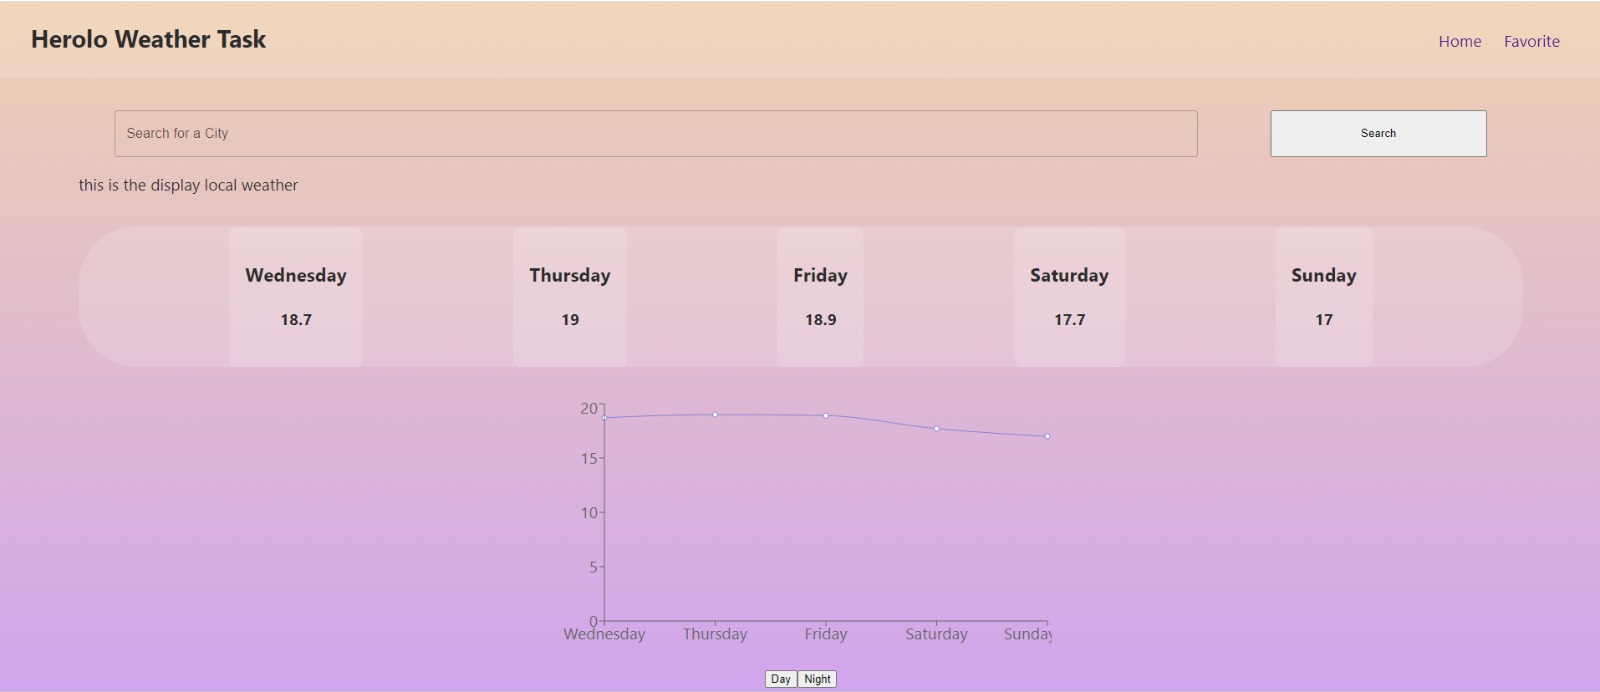 Herolo Weather Task
Home Favorite
Search for a City
Search
this is the display local weather
Wednesday Thursday Friday Saturday Sunday
18.7 19 18.9 17.7 17
20
15
10
5
0
Wednesday Thursday Friday Saturday Sunday
Day Night